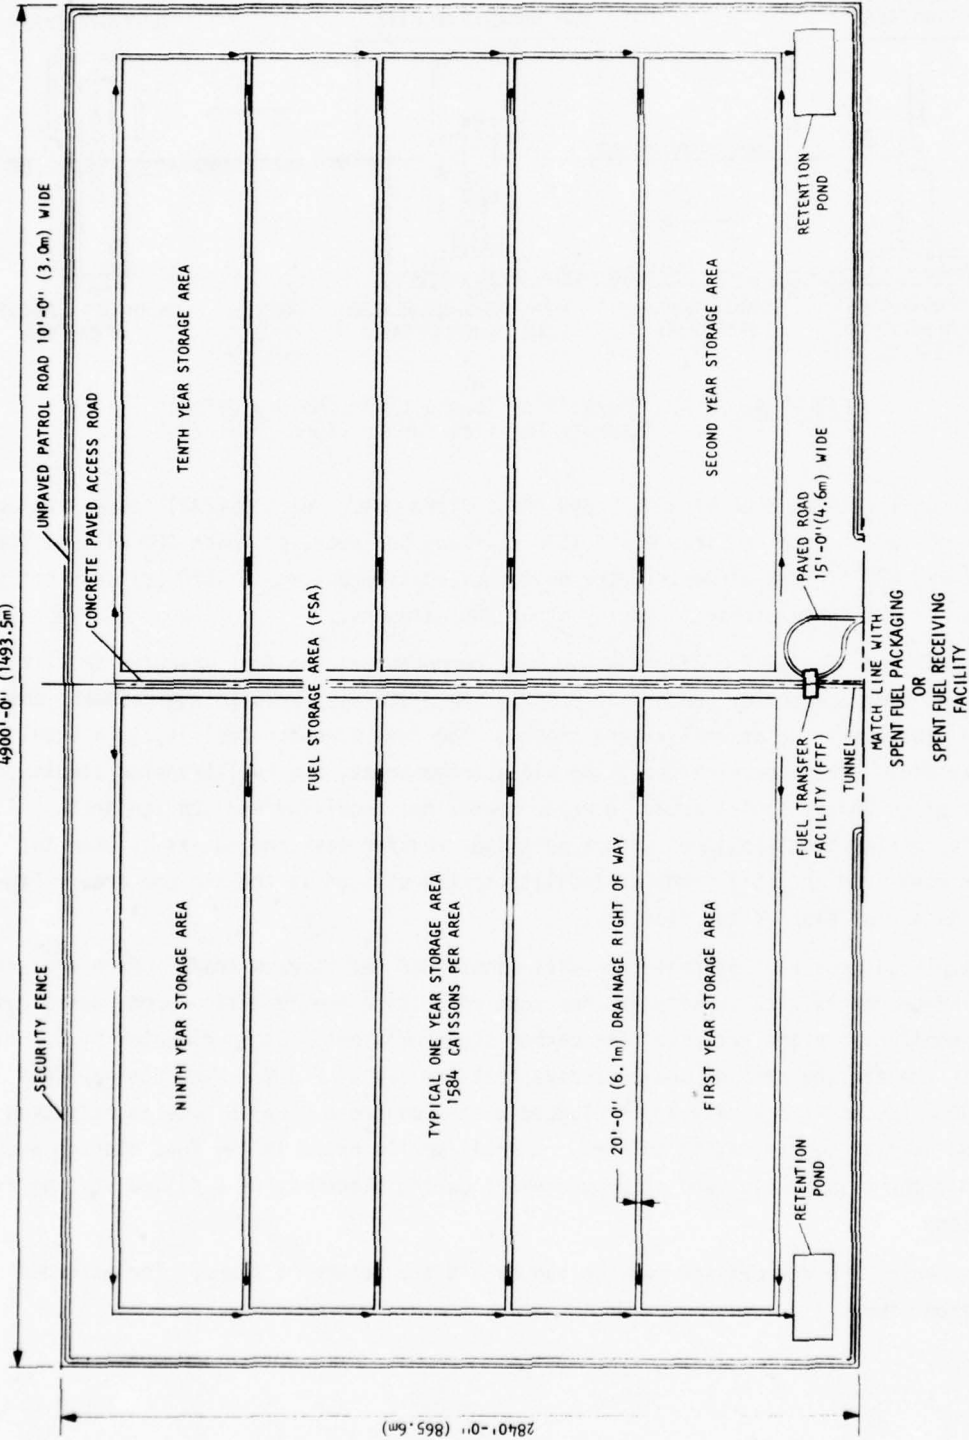 4900'-0" (1493.5m)
SECURITY FENCE
UNPAVED PATROL ROAD 10'-0" (3.0m) WIDE
CONCRETE PAVED ACCESS ROAD
NINTH YEAR STORAGE AREA
TENTH YEAR STORAGE AREA
FUEL STORAGE AREA (FSA)
TYPICAL ONE YEAR STORAGE AREA
1584 CAISSONS PER AREA
20'-0" (6.1m) DRAINAGE RIGHT OF WAY
FIRST YEAR STORAGE AREA
SECOND YEAR STORAGE AREA
RETENTION
POND
FUEL TRANSFER
FACILITY (FTF)
TUNNEL
PAVED ROAD
15'-0"(4.6m) WIDE
RETENTION
POND
MATCH LINE WITH
SPENT FUEL PACKAGING
OR
SPENT FUEL RECEIVING
FACILITY
2840'-0" (865.6m)